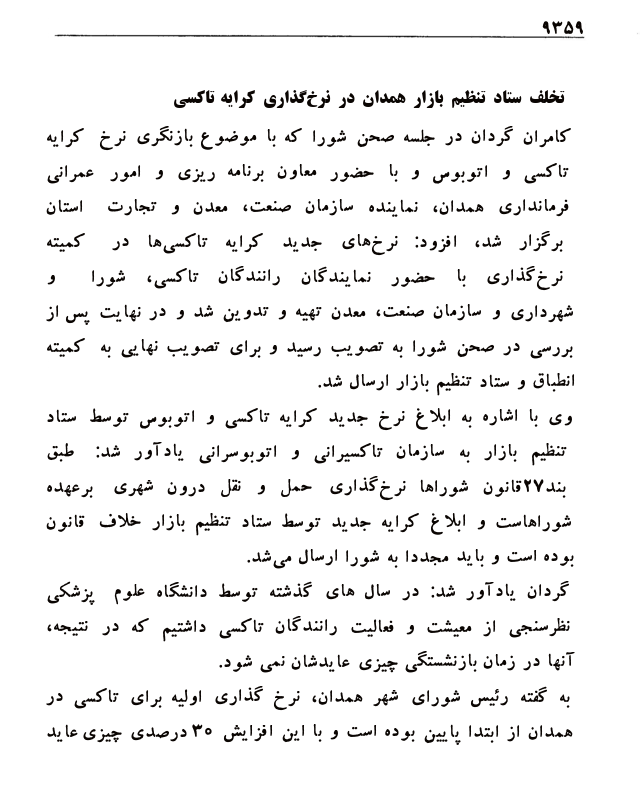 ۹۳۵۹
تخلف ستاد تنظیم بازار همدان در نرخ‌گذاری کرایه تاکسی
کامران گردان در جلسه صحن شورا که با موضوع بازنگری نرخ کرایه
تاکسی و اتوبوس و با حضور معاون برنامه ریزی و امور عمرانی
فرمانداری همدان، نماینده سازمان صنعت، معدن و تجارت استان
برگزار شد، افزود: نرخ‌های جدید کرایه تاکسی‌ها در کمیته
نرخ‌گذاری با حضور نمایندگان رانندگان تاکسی، شورا و
شهرداری و سازمان صنعت، معدن تهیه و تدوین شد و در نهایت پس از
بررسی در صحن شورا به تصویب رسید و برای تصویب نهایی به کمیته
انطباق و ستاد تنظیم بازار ارسال شد.
وی با اشاره به ابلاغ نرخ جدید کرایه تاکسی و اتوبوس توسط ستاد
تنظیم بازار به سازمان تاکسیرانی و اتوبوسرانی یادآور شد: طبق
بند۲۷قانون شوراها نرخ‌گذاری حمل و نقل درون شهری برعهده
شوراهاست و ابلاغ کرایه جدید توسط ستاد تنظیم بازار خلاف قانون
بوده است و باید مجددا به شورا ارسال می‌شد.
گردان یادآور شد: در سال های گذشته توسط دانشگاه علوم پزشکی
نظرسنجی از معیشت و فعالیت رانندگان تاکسی داشتیم که در نتیجه،
آنها در زمان بازنشستگی چیزی عایدشان نمی شود.
به گفته رئیس شورای شهر همدان، نرخ گذاری اولیه برای تاکسی در
همدان از ابتدا پایین بوده است و با این افزایش ۳۰ درصدی چیزی عاید